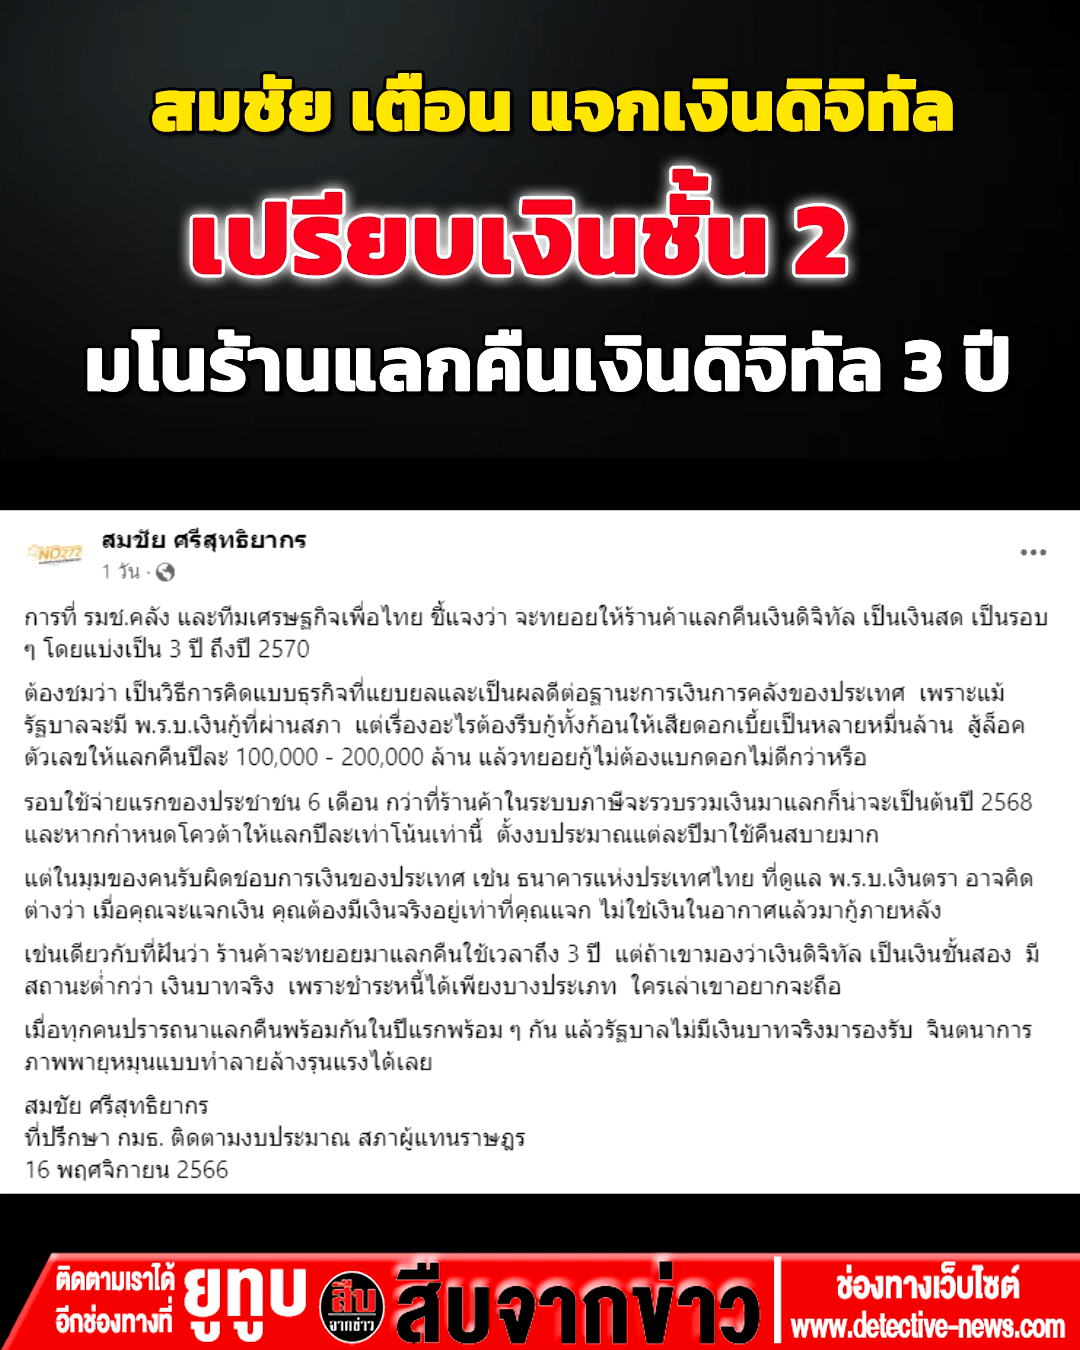 สมชัย เตือน แจกเงินดิจิทัล
เปรียบเงินชั้น 2
มโนร้านแลกคืนเงินดิจิทัล 3 ปี
NO272
สมชัย ศรีสุทธิยากร
1 วัน ·
การที่ รมช.คลัง และทีมเศรษฐกิจเพื่อไทย ชี้แจงว่า จะทยอยให้ร้านค้าแลกคืนเงินดิจิทัล เป็นเงินสด เป็นรอบ
ๆ โดยแบ่งเป็น 3 ปี ถึงปี 2570
ต้องชมว่า เป็นวิธีการคิดแบบธุรกิจที่แยบยลและเป็นผลดีต่อฐานะการเงินการคลังของประเทศ เพราะแม้
รัฐบาลจะมี พ.ร.บ.เงินกู้ที่ผ่านสภา แต่เรื่องอะไรต้องรีบกู้ทั้งก้อนให้เสียดอกเบี้ยเป็นหลายหมื่นล้าน สู้ล็อค
ตัวเลขให้แลกคืนปีละ 100,000 - 200,000 ล้าน แล้วทยอยกู้ไม่ต้องแบกดอกไม่ดีกว่าหรือ
รอบใช้จ่ายแรกของประชาชน 6 เดือน กว่าที่ร้านค้าในระบบภาษีจะรวบรวมเงินมาแลกก็น่าจะเป็นต้นปี 2568
และหากกำหนดโควต้าให้แลกปีละเท่าโน้นเท่านี้ ตั้งงบประมาณแต่ละปีมาใช้คืนสบายมาก
แต่ในมุมของคนรับผิดชอบการเงินของประเทศ เช่น ธนาคารแห่งประเทศไทย ที่ดูแล พ.ร.บ.เงินตรา อาจคิด
ต่างว่า เมื่อคุณจะแจกเงิน คุณต้องมีเงินจริงอยู่เท่าที่คุณแจก ไม่ใช่เงินในอากาศแล้วมากู้ภายหลัง
เช่นเดียวกับที่ฝันว่า ร้านค้าจะทยอยมาแลกคืนใช้เวลาถึง 3 ปี แต่ถ้าเขามองว่าเงินดิจิทัล เป็นเงินชั้นสอง มี
สถานะต่ำกว่า เงินบาทจริง เพราะชำระหนี้ได้เพียงบางประเภท ใครเล่าเขาอยากจะถือ
เมื่อทุกคนปรารถนาแลกคืนพร้อมกันในปีแรกพร้อม ๆ กัน แล้วรัฐบาลไม่มีเงินบาทจริงมารองรับ จินตนาการ
ภาพพายุหมุนแบบทำลายล้างรุนแรงได้เลย
สมชัย ศรีสุทธิยากร
ที่ปรึกษา กมธ. ติดตามงบประมาณ สภาผู้แทนราษฎร
16 พฤศจิกายน 2566
ติดตามเราได้
อีกช่องทางที่
ยูทูบ
สืบ
จากข่าว
สืบจากข่าว
ช่องทางเว็บไซต์
www.detective-news.com